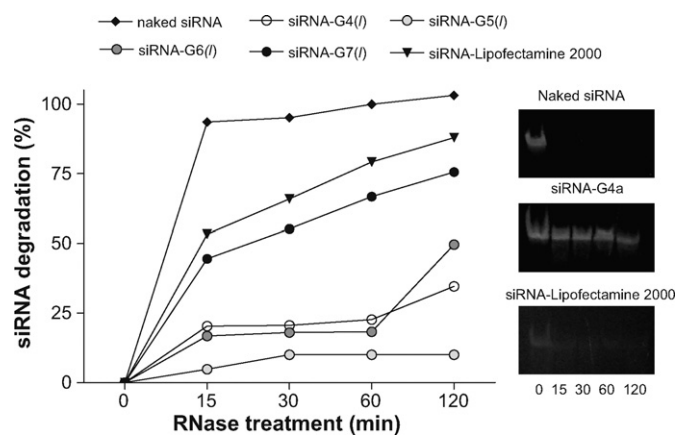 naked siRNA
siRNA-G4(l)
siRNA-G5(l)
siRNA-G6(l)
siRNA-G7(l)
siRNA-Lipofectamine 2000
siRNA degradation (%)
100
75
50
25
0
0 15 30 60 120
RNase treatment (min)
Naked siRNA
siRNA-G4a
siRNA-Lipofectamine 2000
0 15 30 60 120